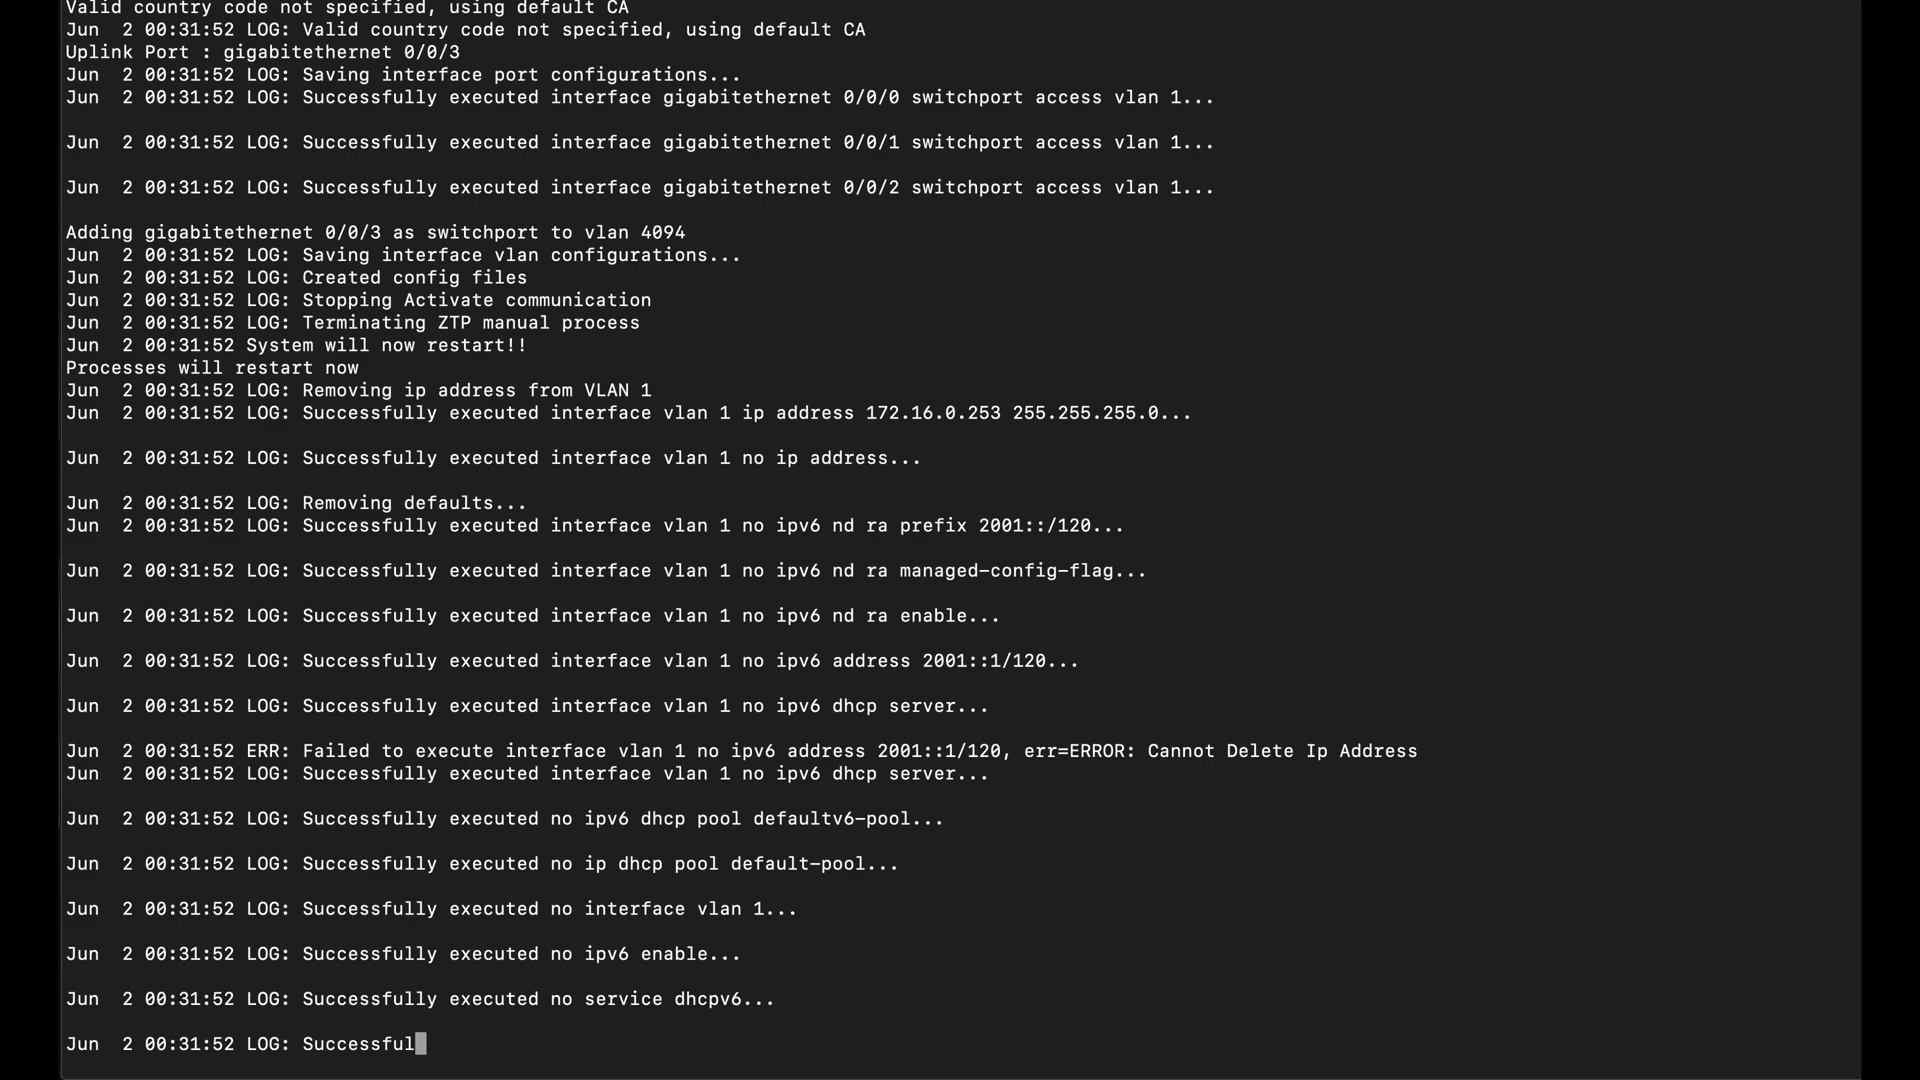 Valid country code not specified, using default CA
Jun  2 00:31:52 LOG: Valid country code not specified, using default CA
Uplink Port : gigabitethernet 0/0/3
Jun  2 00:31:52 LOG: Saving interface port configurations...
Jun  2 00:31:52 LOG: Successfully executed interface gigabitethernet 0/0/0 switchport access vlan 1...
Jun  2 00:31:52 LOG: Successfully executed interface gigabitethernet 0/0/1 switchport access vlan 1...
Jun  2 00:31:52 LOG: Successfully executed interface gigabitethernet 0/0/2 switchport access vlan 1...
Adding gigabitethernet 0/0/3 as switchport to vlan 4094
Jun  2 00:31:52 LOG: Saving interface vlan configurations...
Jun  2 00:31:52 LOG: Created config files
Jun  2 00:31:52 LOG: Stopping Activate communication
Jun  2 00:31:52 LOG: Terminating ZTP manual process
Jun  2 00:31:52 System will now restart!!
Processes will restart now
Jun  2 00:31:52 LOG: Removing ip address from VLAN 1
Jun  2 00:31:52 LOG: Successfully executed interface vlan 1 ip address 172.16.0.253 255.255.255.0...
Jun  2 00:31:52 LOG: Successfully executed interface vlan 1 no ip address...
Jun  2 00:31:52 LOG: Removing defaults...
Jun  2 00:31:52 LOG: Successfully executed interface vlan 1 no ipv6 nd ra prefix 2001::/120...
Jun  2 00:31:52 LOG: Successfully executed interface vlan 1 no ipv6 nd ra managed-config-flag...
Jun  2 00:31:52 LOG: Successfully executed interface vlan 1 no ipv6 nd ra enable...
Jun  2 00:31:52 LOG: Successfully executed interface vlan 1 no ipv6 address 2001::1/120...
Jun  2 00:31:52 LOG: Successfully executed interface vlan 1 no ipv6 dhcp server...
Jun  2 00:31:52 ERR: Failed to execute interface vlan 1 no ipv6 address 2001::1/120, err=ERROR: Cannot Delete Ip Address
Jun  2 00:31:52 LOG: Successfully executed interface vlan 1 no ipv6 dhcp server...
Jun  2 00:31:52 LOG: Successfully executed no ipv6 dhcp pool defaultv6-pool...
Jun  2 00:31:52 LOG: Successfully executed no ip dhcp pool default-pool...
Jun  2 00:31:52 LOG: Successfully executed no interface vlan 1...
Jun  2 00:31:52 LOG: Successfully executed no ipv6 enable...
Jun  2 00:31:52 LOG: Successfully executed no service dhcpv6...
Jun  2 00:31:52 LOG: Successful